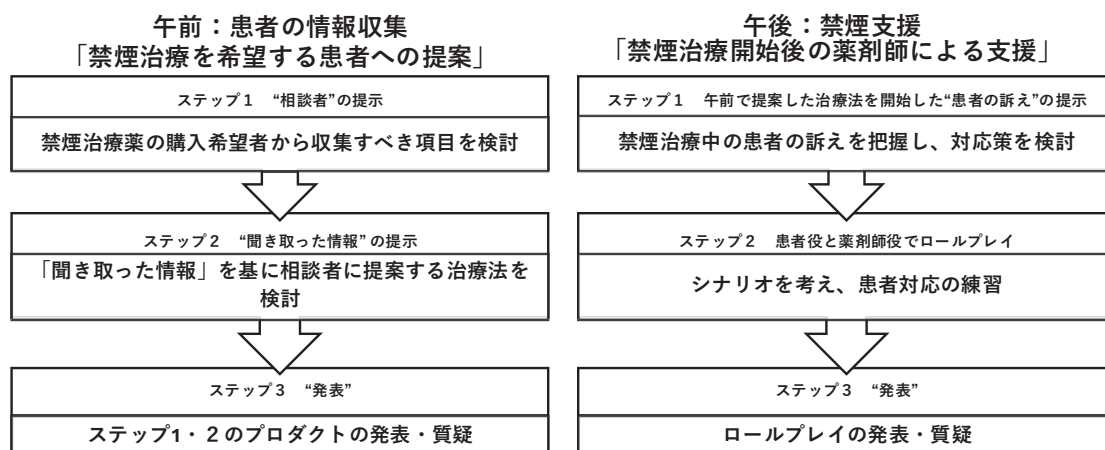 午前：患者の情報収集
「禁煙治療を希望する患者への提案」
ステップ１　“相談者”の提示
禁煙治療薬の購入希望者から収集すべき項目を検討
ステップ２　“聞き取った情報” の提示
「聞き取った情報」を基に相談者に提案する治療法を
検討
ステップ３　“発表”
ステップ1・２のプロダクトの発表・質疑
午後：禁煙支援
「禁煙治療開始後の薬剤師による支援」
ステップ１　午前で提案した治療法を開始した“患者の訴え”の提示
禁煙治療中の患者の訴えを把握し、対応策を検討
ステップ２　患者役と薬剤師役でロールプレイ
シナリオを考え、患者対応の練習
ステップ３　“発表”
ロールプレイの発表・質疑